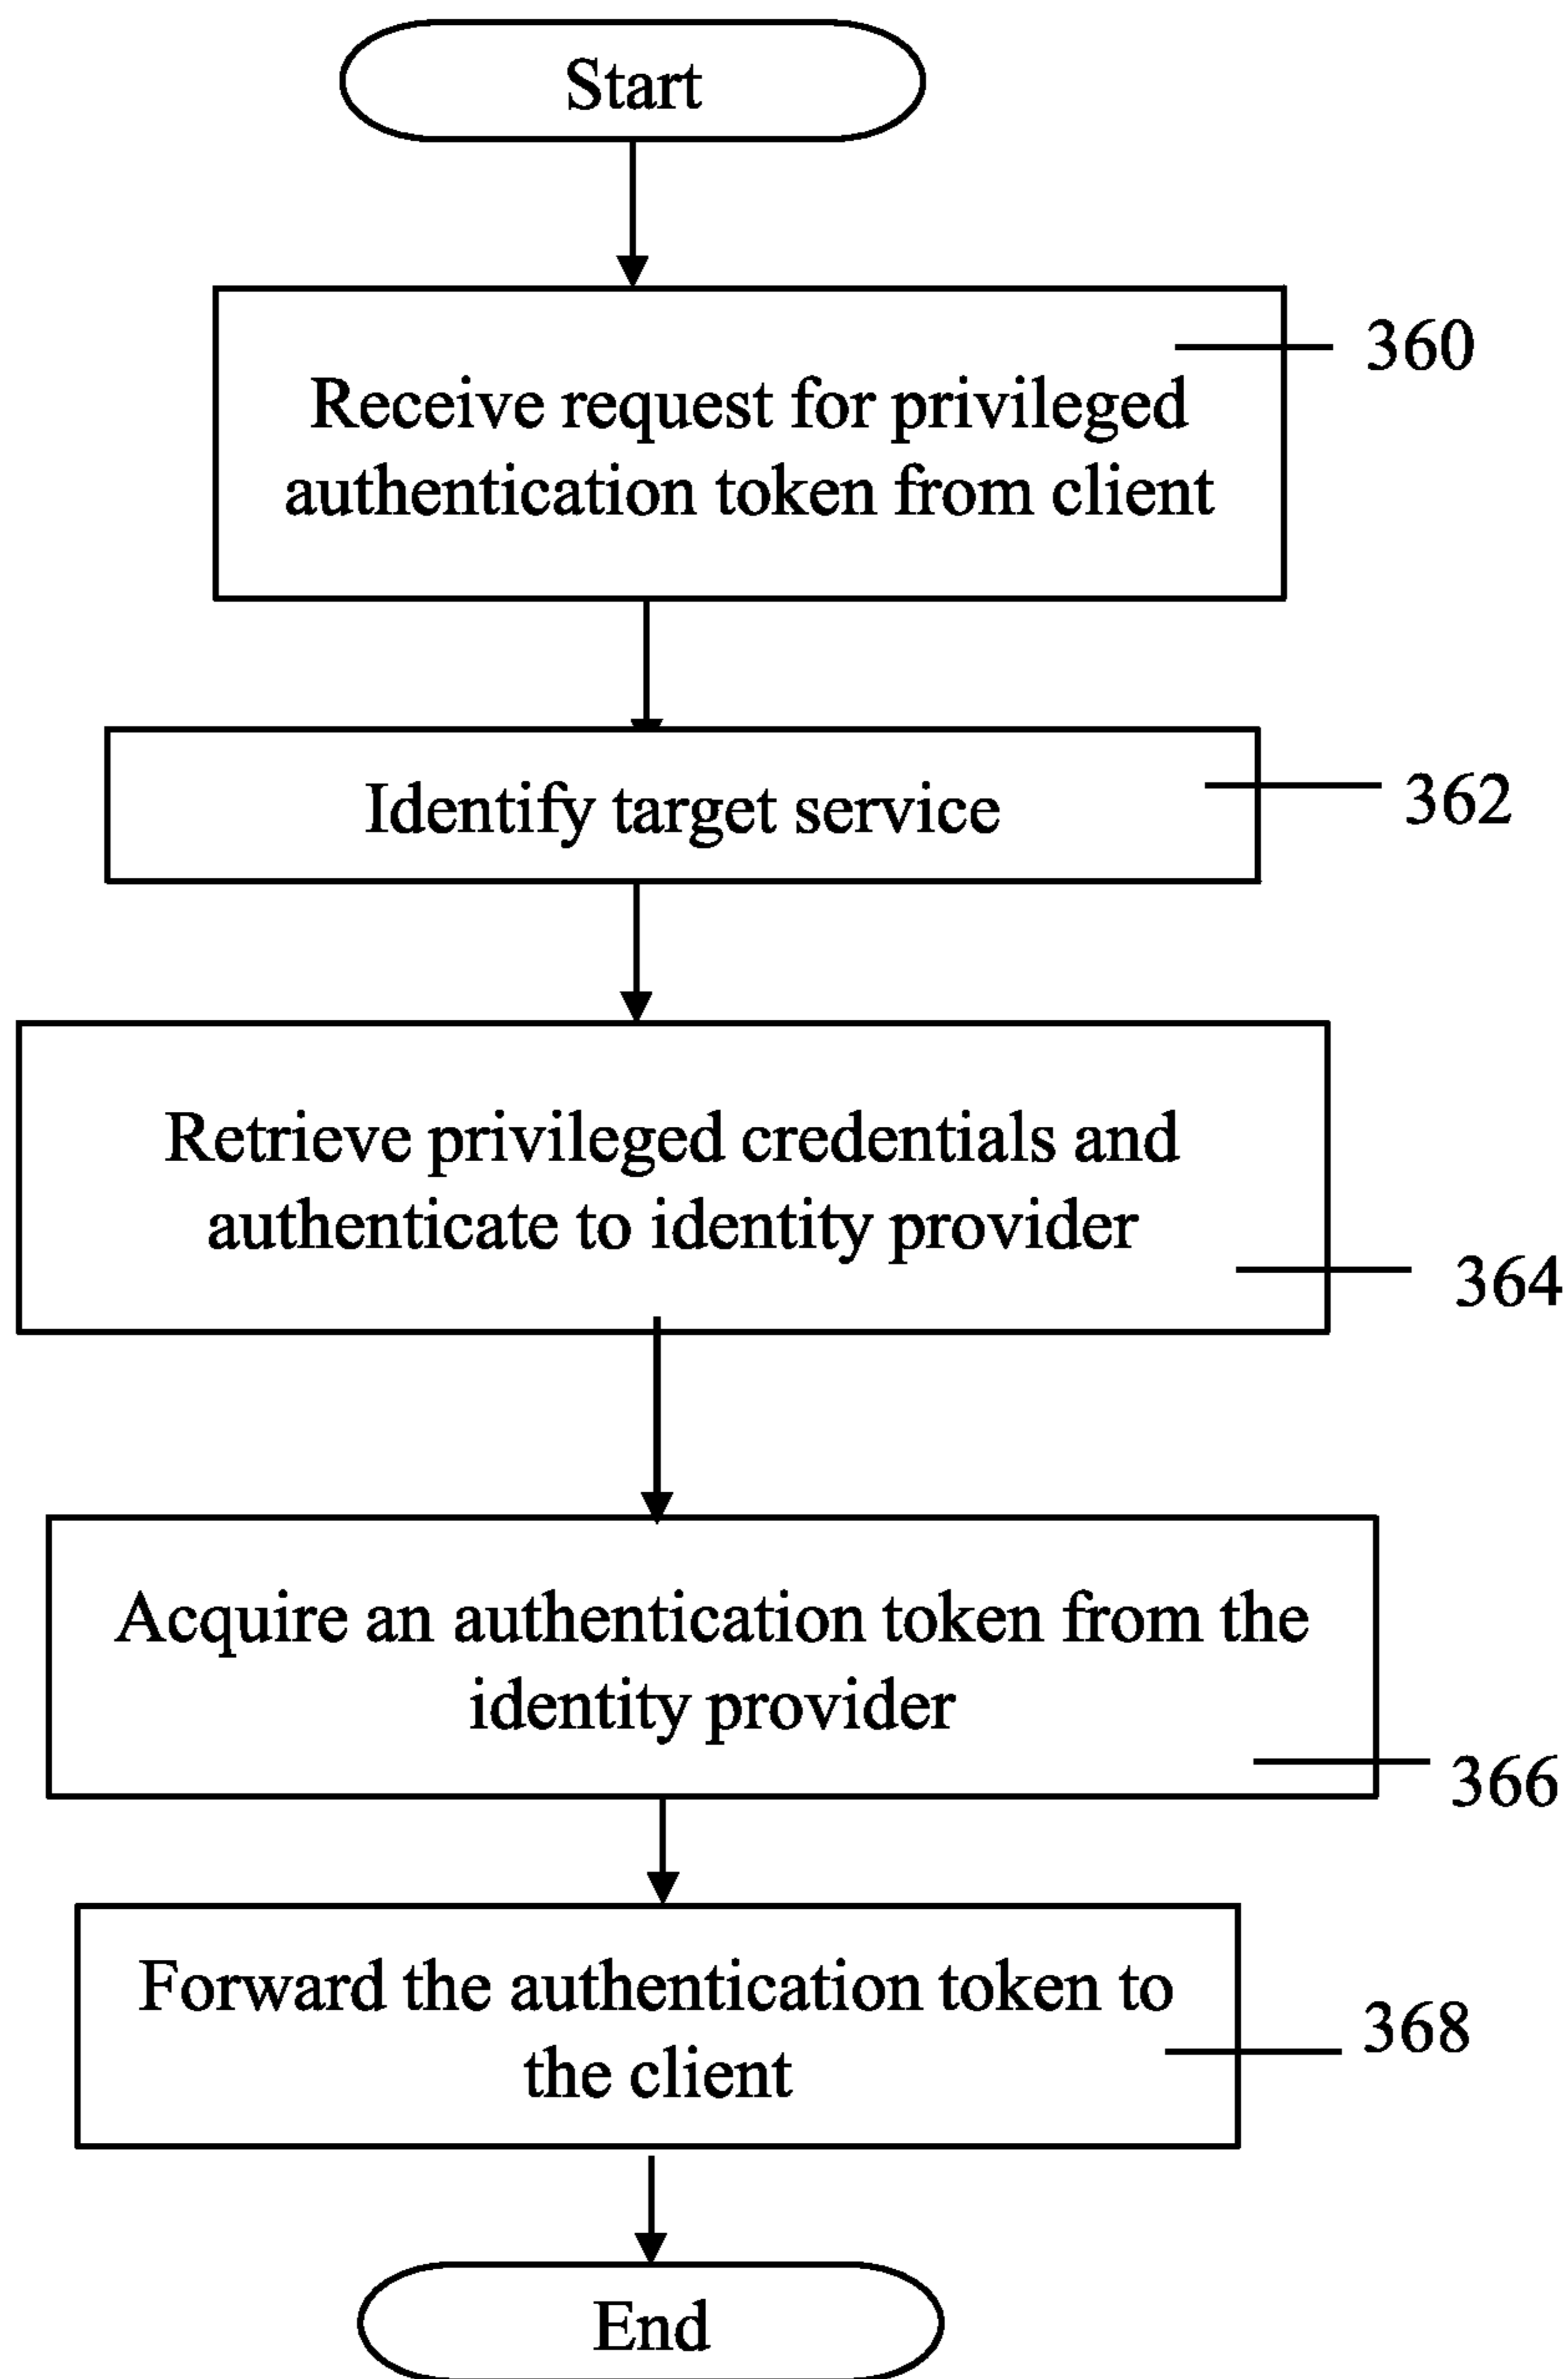 Start
360
Receive request for privileged
authentication token from client
Identify target service
362
Retrieve privileged credentials and
authenticate to identity provider
364
Acquire an authentication token from the
identity provider
366
Forward the authentication token to
368
the client
End